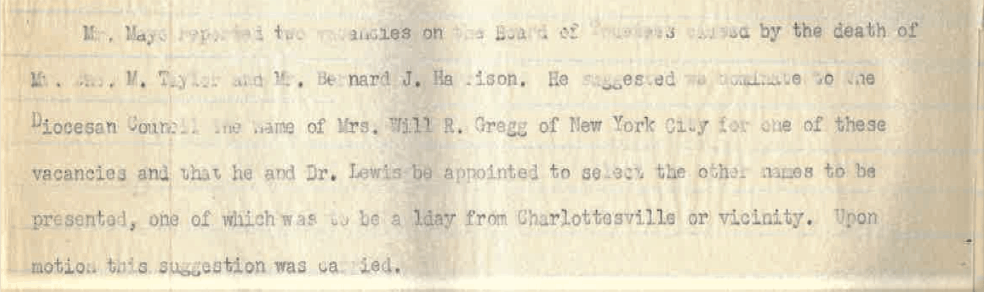 Mr. Mayo reported two vacancies on the Board of Trustees caused by the death of
M. Taylor and Mr. Bernard J. Harrison. He suggested we nominate to the
Diocesan Council the name of Mrs. Will R. Gregg of New York City for one of these
vacancies and that he and Dr. Lewis be appointed to select the other names to be
presented, one of which was to be a lday from Charlottesville or vicinity. Upon
motion this suggestion was carried.